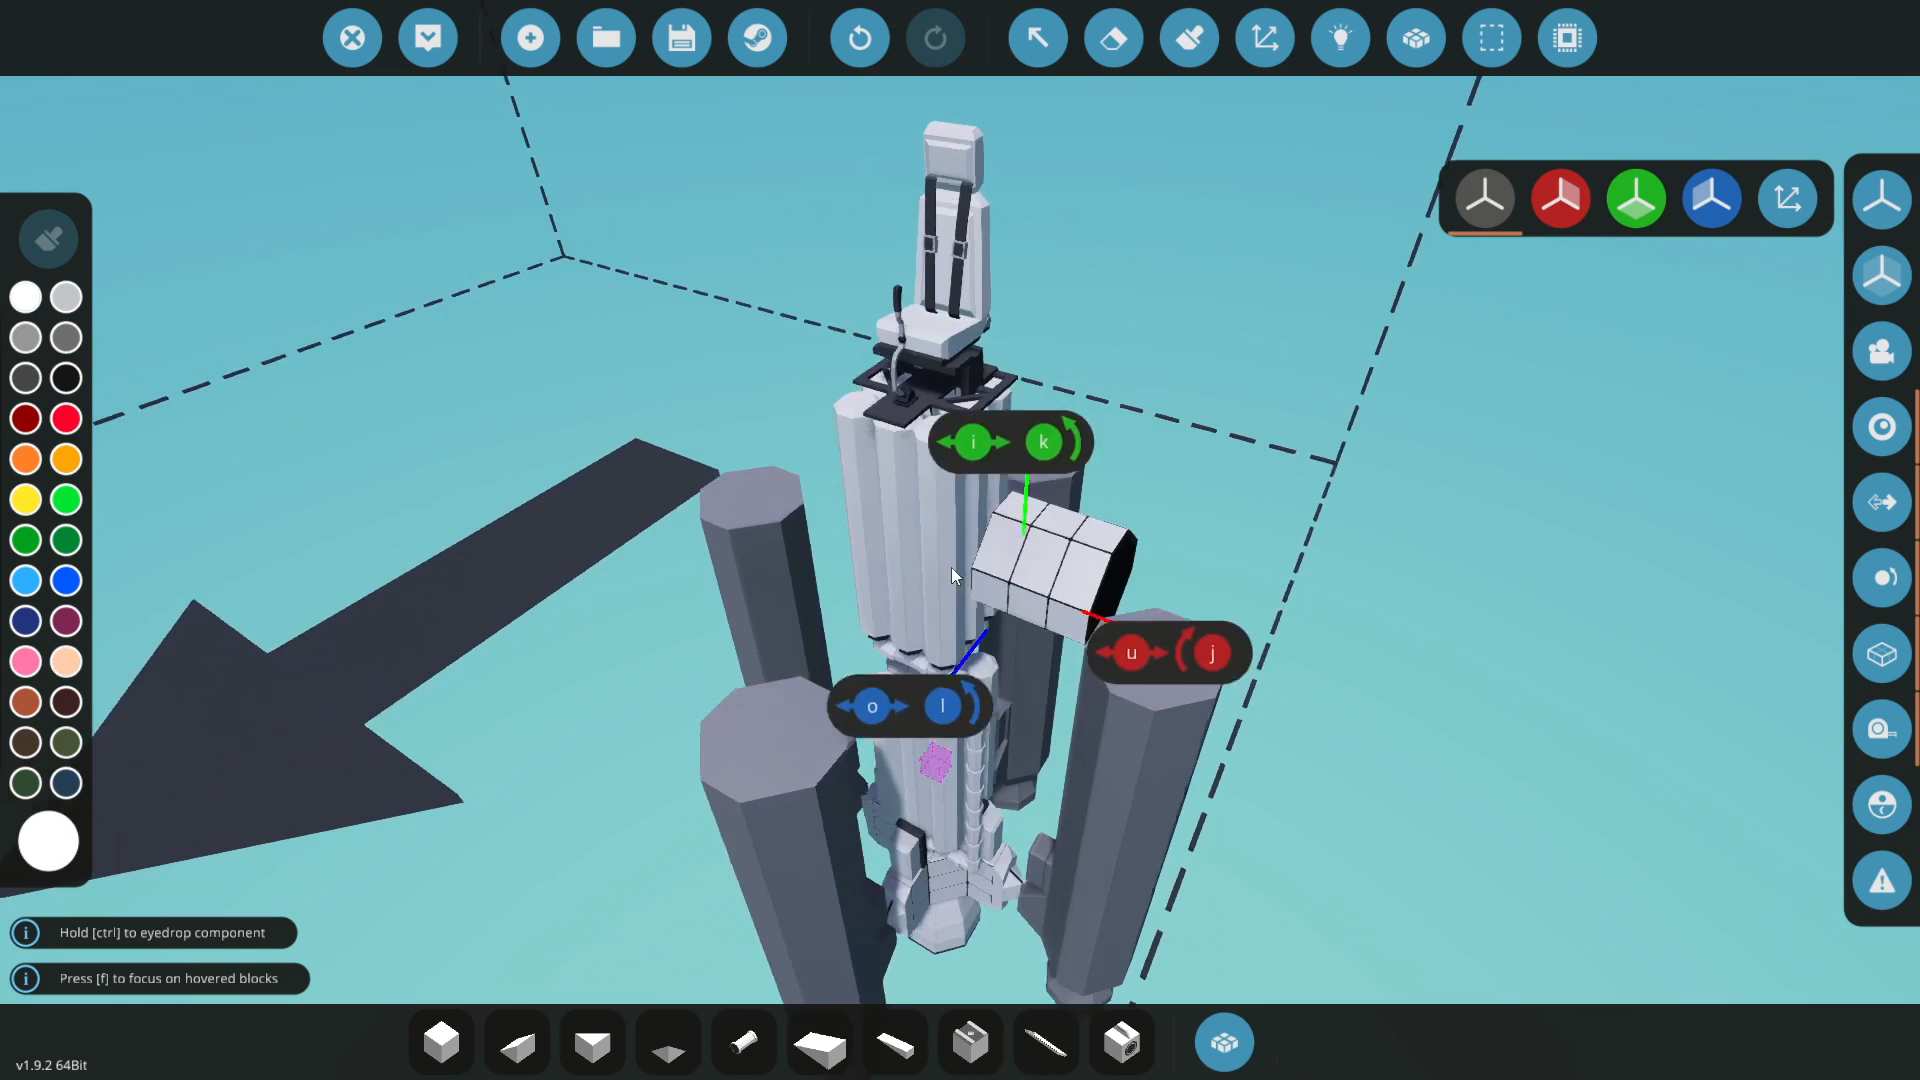 i k
u j
o l
Hold [ctrl] to eyedrop component
Press [f] to focus on hovered blocks
v1.9.2 64Bit